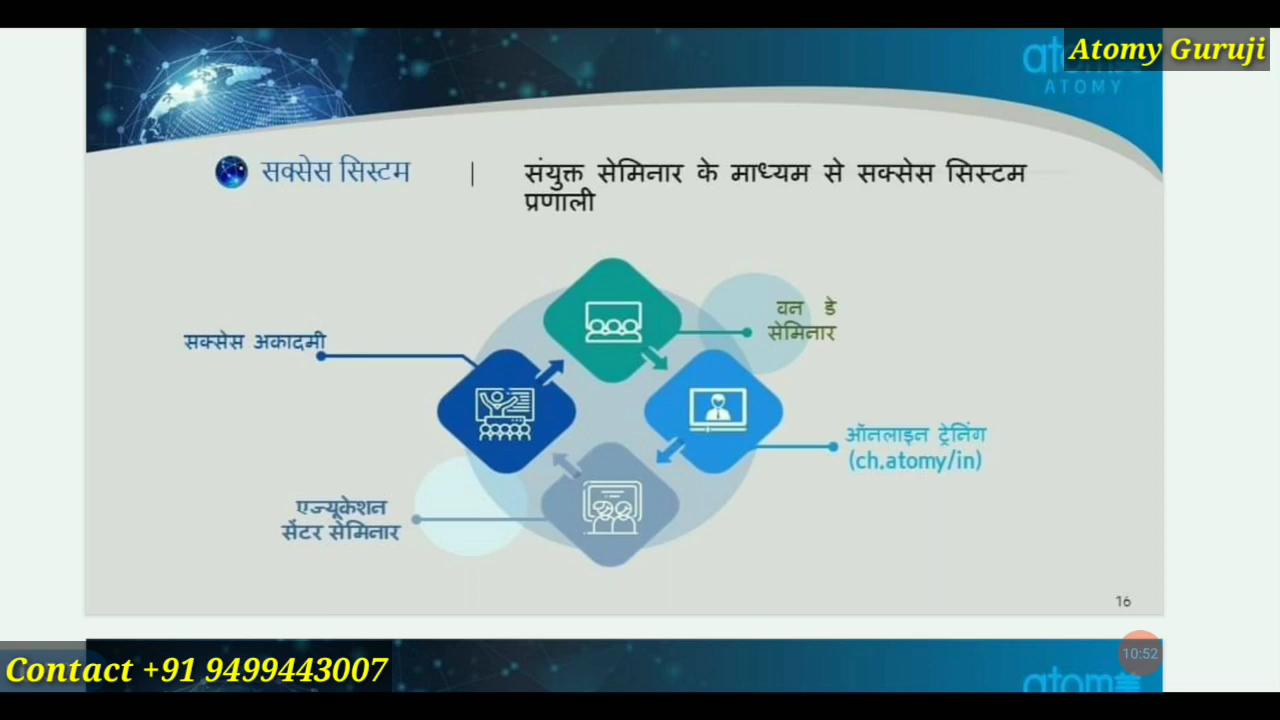 Atomy Guruji
ATOMY
सक्सेस सिस्टम | संयुक्त सेमिनार के माध्यम से सक्सेस सिस्टम
प्रणाली
वन डे
सेमिनार
सक्सेस अकादमी
ऑनलाइन ट्रेनिंग
(ch.atomy/in)
एज्यूकेशन
सेंटर सेमिनार
16
10:52
Contact +91 9499443007